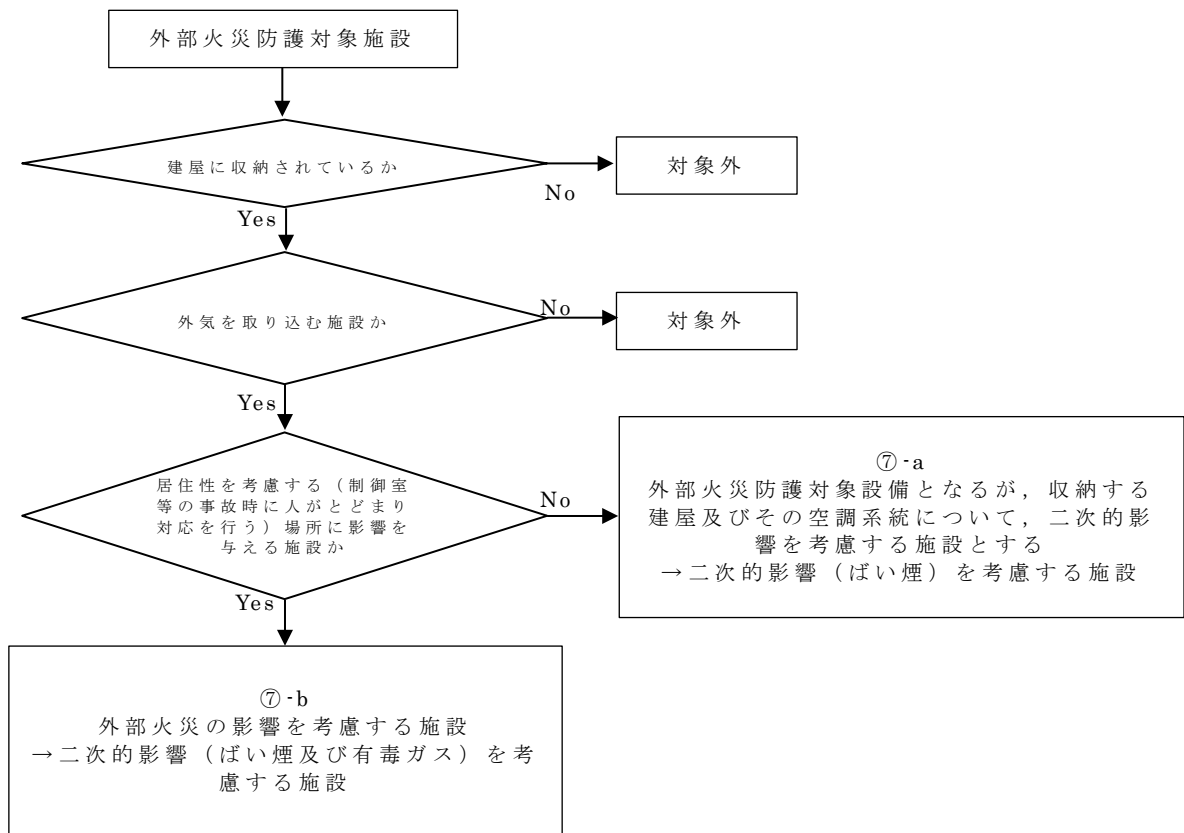 外部火災防護対象施設
建屋に収納されているか
対象外
No
Yes
外気を取り込む施設か
No
対象外
Yes
居住性を考慮する（制御室
等の事故時に人がとどまり
対応を行う）場所に影響を
与える施設か
No
⑦-a
外部火災防護対象設備となるが，収納する
建屋及びその空調系統について，二次的影
響を考慮する施設とする
→二次的影響（ばい煙）を考慮する施設
Yes
⑦-b
外部火災の影響を考慮する施設
→二次的影響（ばい煙及び有毒ガス）を考
慮する施設